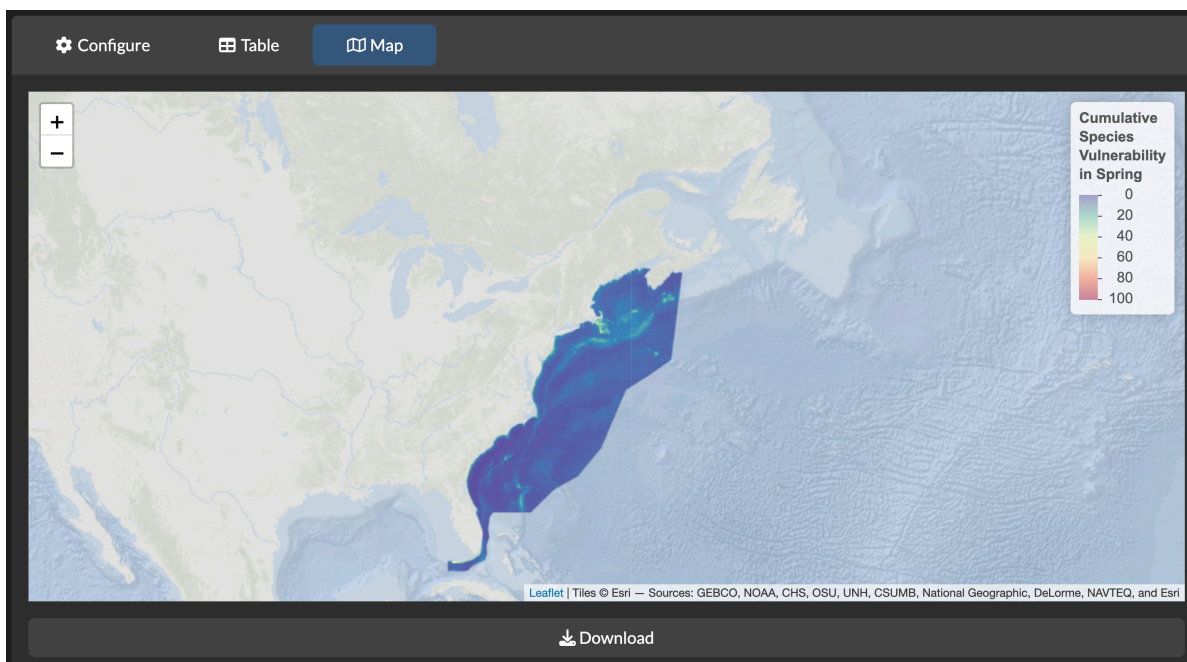 Configure
Table
Map
+
−
Cumulative
Species
Vulnerability
in Spring
0
20
40
60
80
100
Leaflet | Tiles © Esri — Sources: GEBCO, NOAA, CHS, OSU, UNH, CSUMB, National Geographic, DeLorme, NAVTEQ, and Esri
Download